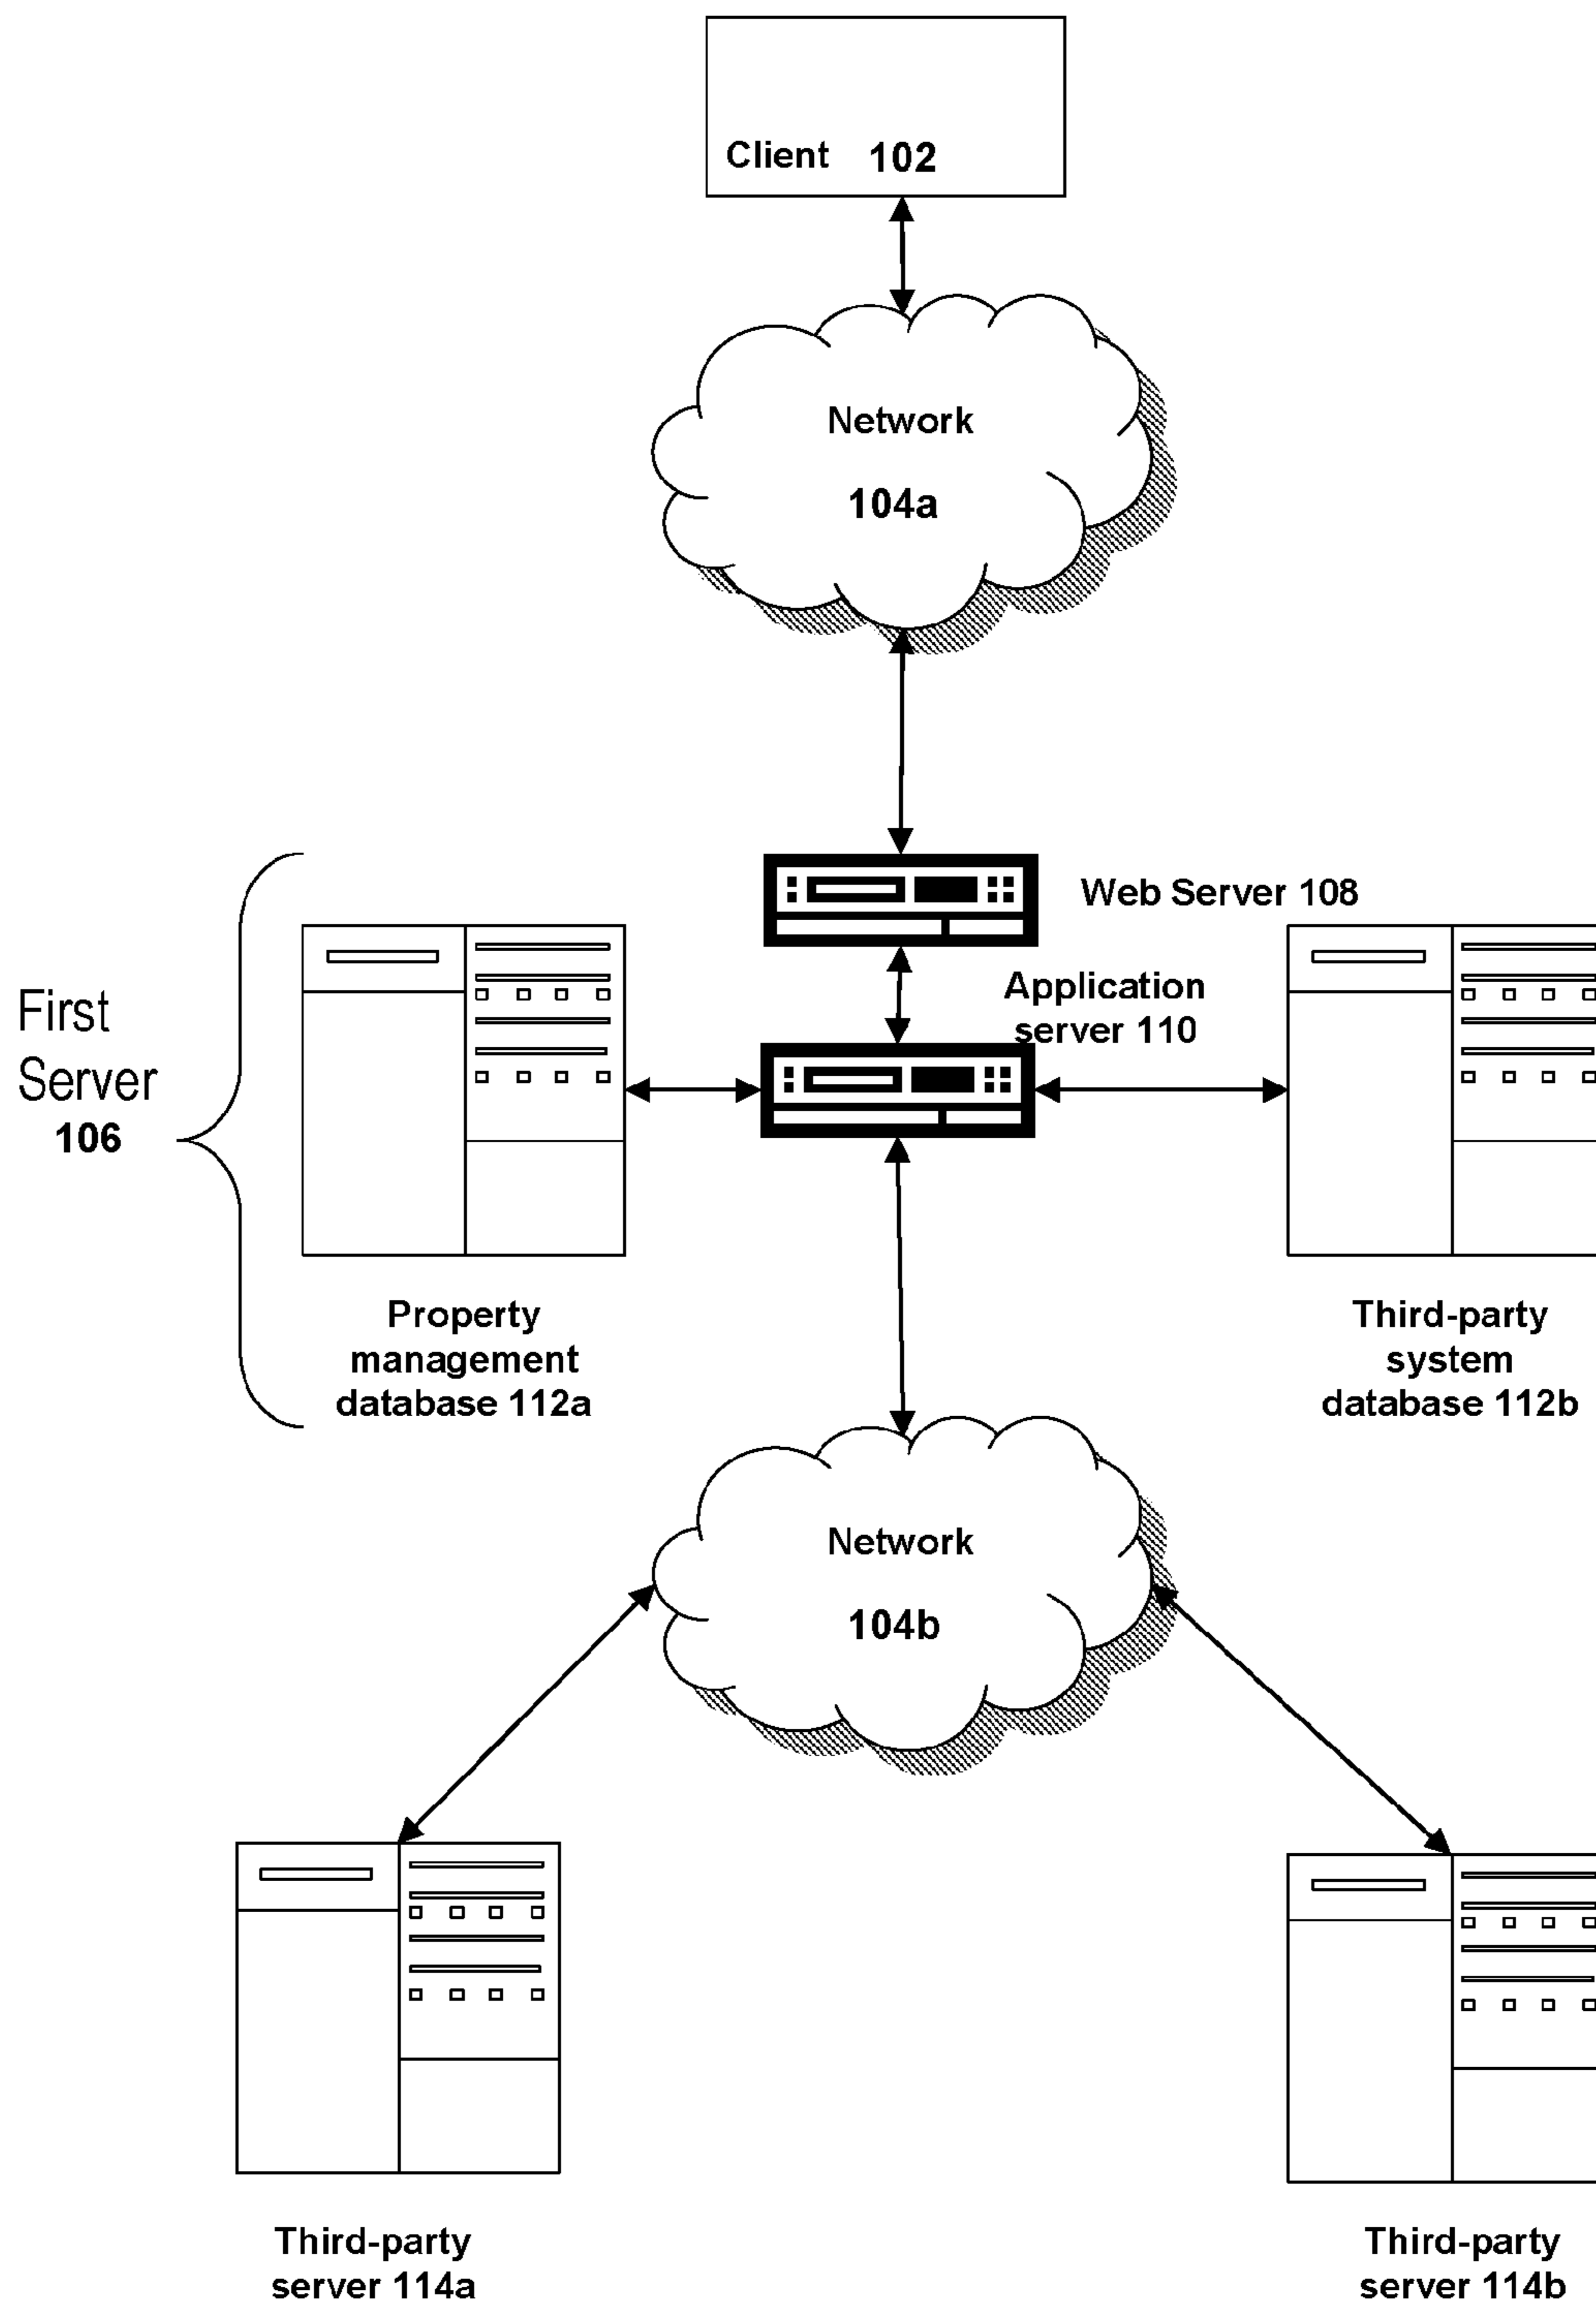 Client 102
Network
104a
Web Server 108
Application
server 110
First
Server
106
Property
management
database 112a
Third-party
system
database 112b
Network
104b
Third-party
server 114a
Third-party
server 114b